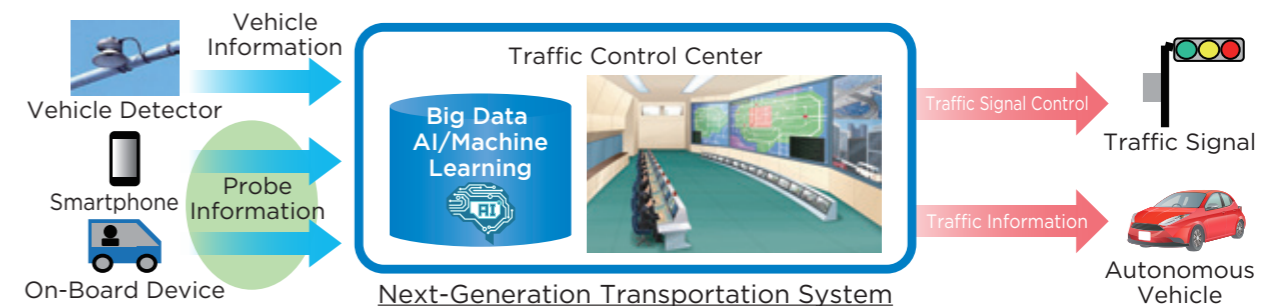 Vehicle
Information
Vehicle Detector
Smartphone
Probe
Information
On-Board Device
Traffic Control Center
Big Data
AI/Machine
Learning
AI
Next-Generation Transportation System
Traffic Signal Control
Traffic Signal
Traffic Information
Autonomous
Vehicle